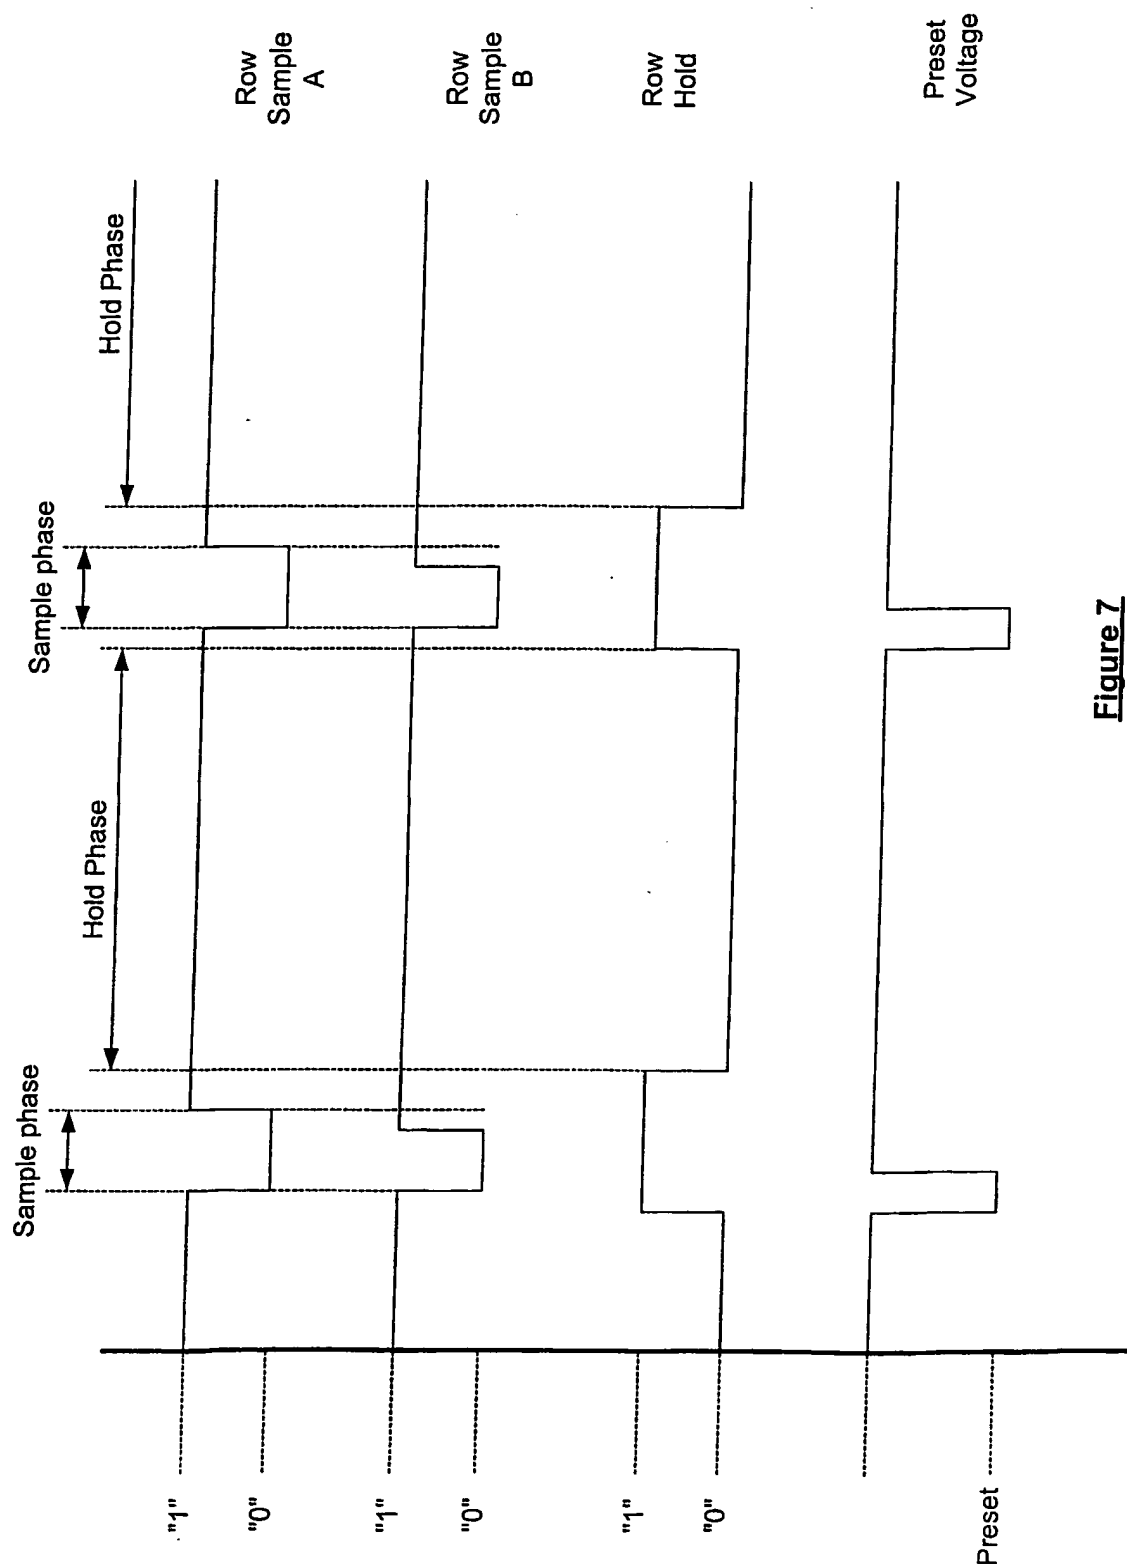 Sample phase
Hold Phase
Sample phase
Hold Phase
"1"
"0"
Row
Sample
A
"1"
"0"
Row
Sample
B
"1"
"0"
Row
Hold
Preset
Preset
Voltage
Figure 7